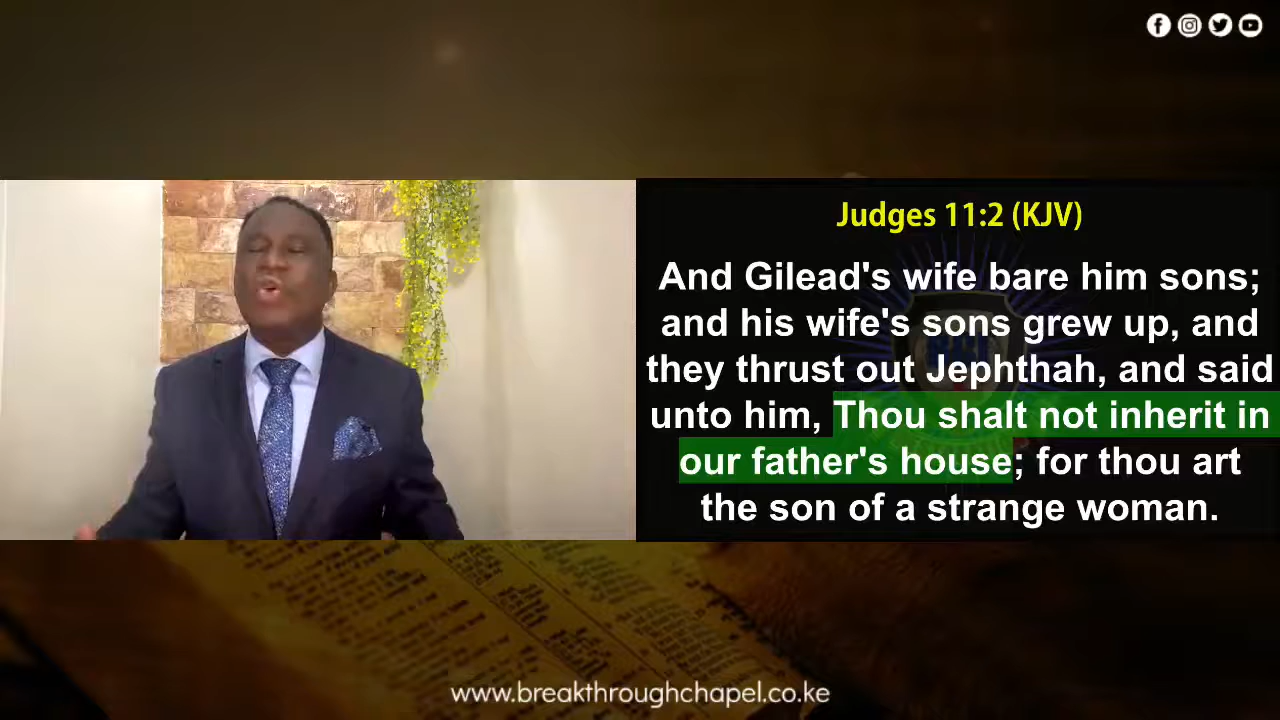 Judges 11:2 (KJV)
And Gilead's wife bare him sons;
and his wife's sons grew up, and
they thrust out Jephthah, and said
unto him, Thou shalt not inherit in
our father's house; for thou art
the son of a strange woman.
www.breakthroughchapel.co.ke